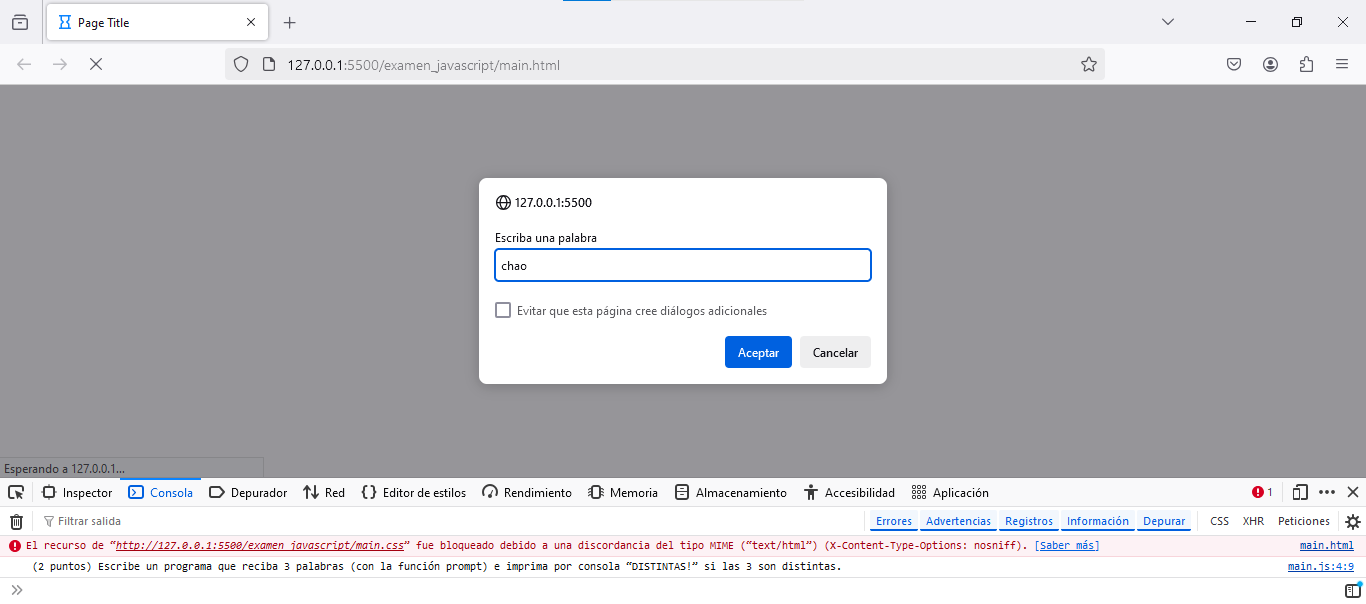 Page Title
127.0.0.1:5500/examen_javascript/main.html
127.0.0.1:5500
Escriba una palabra
chao
Evitar que esta página cree diálogos adicionales
Aceptar Cancelar
Esperando a 127.0.0.1...
Inspector Consola Depurador Red Editor de estilos Rendimiento Memoria Almacenamiento Accesibilidad Aplicación 1
Filtrar salida Errores Advertencias Registros Información Depurar CSS XHR Peticiones
El recurso de “http://127.0.0.1:5500/examen_javascript/main.css” fue bloqueado debido a una discordancia del tipo MIME (“text/html”) (X-Content-Type-Options: nosniff). [Saber más] main.html
(2 puntos) Escribe un programa que reciba 3 palabras (con la función prompt) e imprima por consola “DISTINTAS!” si las 3 son distintas. main.js:4:9